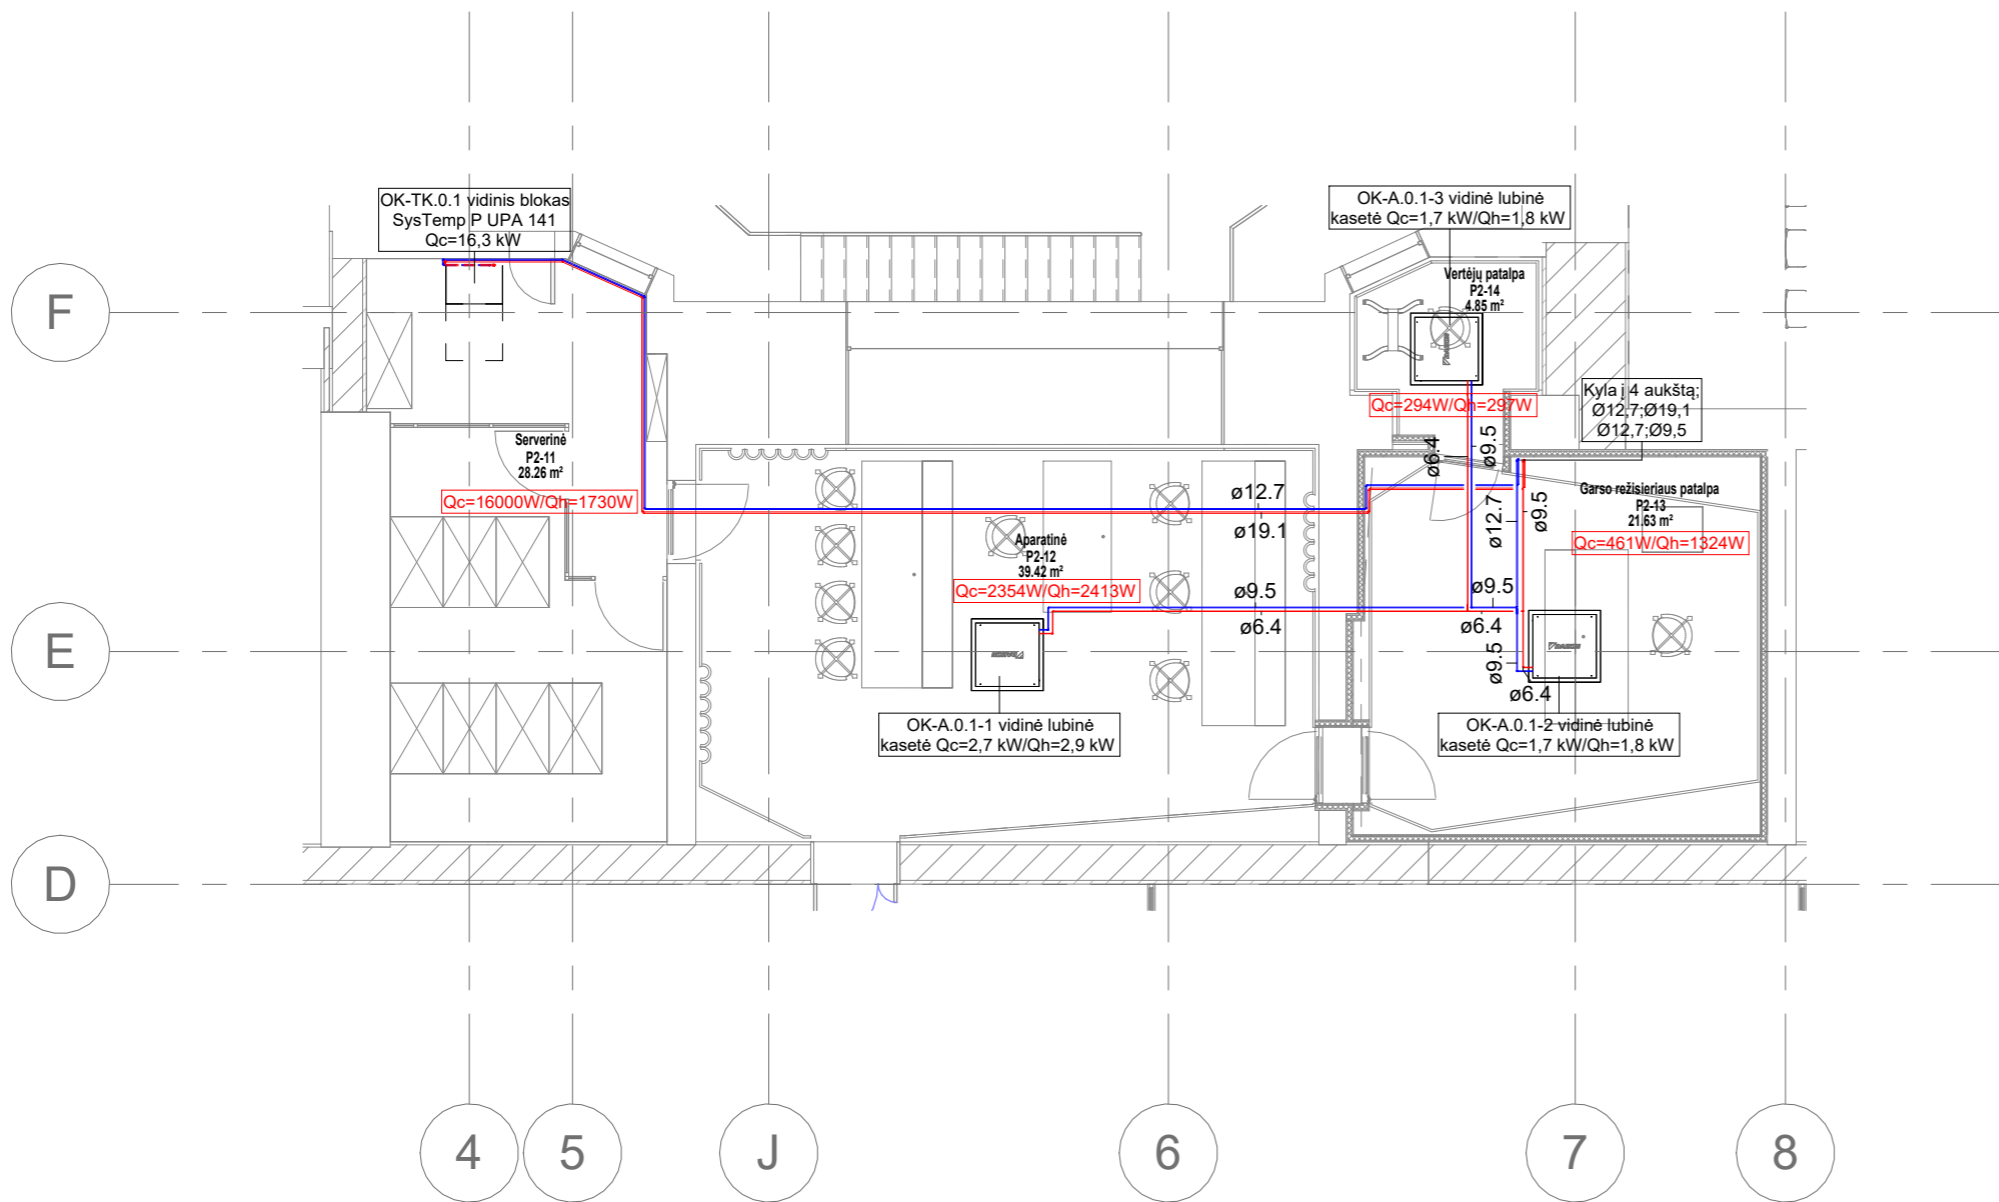 OK-TK.0.1 vidinis blokas
SysTemp P UPA 141
Qc=16,3 kW
OK-A.0.1-3 vidinė lubinė
kasetė Qc=1,7 kW/Qh=1,8 kW
F
Vertėjų patalpa
P2-14
4.85 m²
Kyla į 4 aukštą;
Ø12,7;Ø19,1
Ø12,7;Ø9,5
Qc=294W/Qh=297W
ø6.4
ø9.5
Serverinė
P2-11
28.26 m²
Qc=16000W/Qh=1730W
ø12.7
ø19.1
ø12.7
ø9.5
Garso režisieriaus patalpa
P2-13
21.63 m²
Qc=461W/Qh=1324W
Aparatinė
P2-12
39.42 m²
Qc=2354W/Qh=2413W
ø9.5
ø6.4
ø9.5
ø6.4
E
ø9.5
ø6.4
DAIKIN
DAIKIN
DAIKIN
OK-A.0.1-1 vidinė lubinė
kasetė Qc=2,7 kW/Qh=2,9 kW
OK-A.0.1-2 vidinė lubinė
kasetė Qc=1,7 kW/Qh=1,8 kW
D
4
5
J
6
7
8